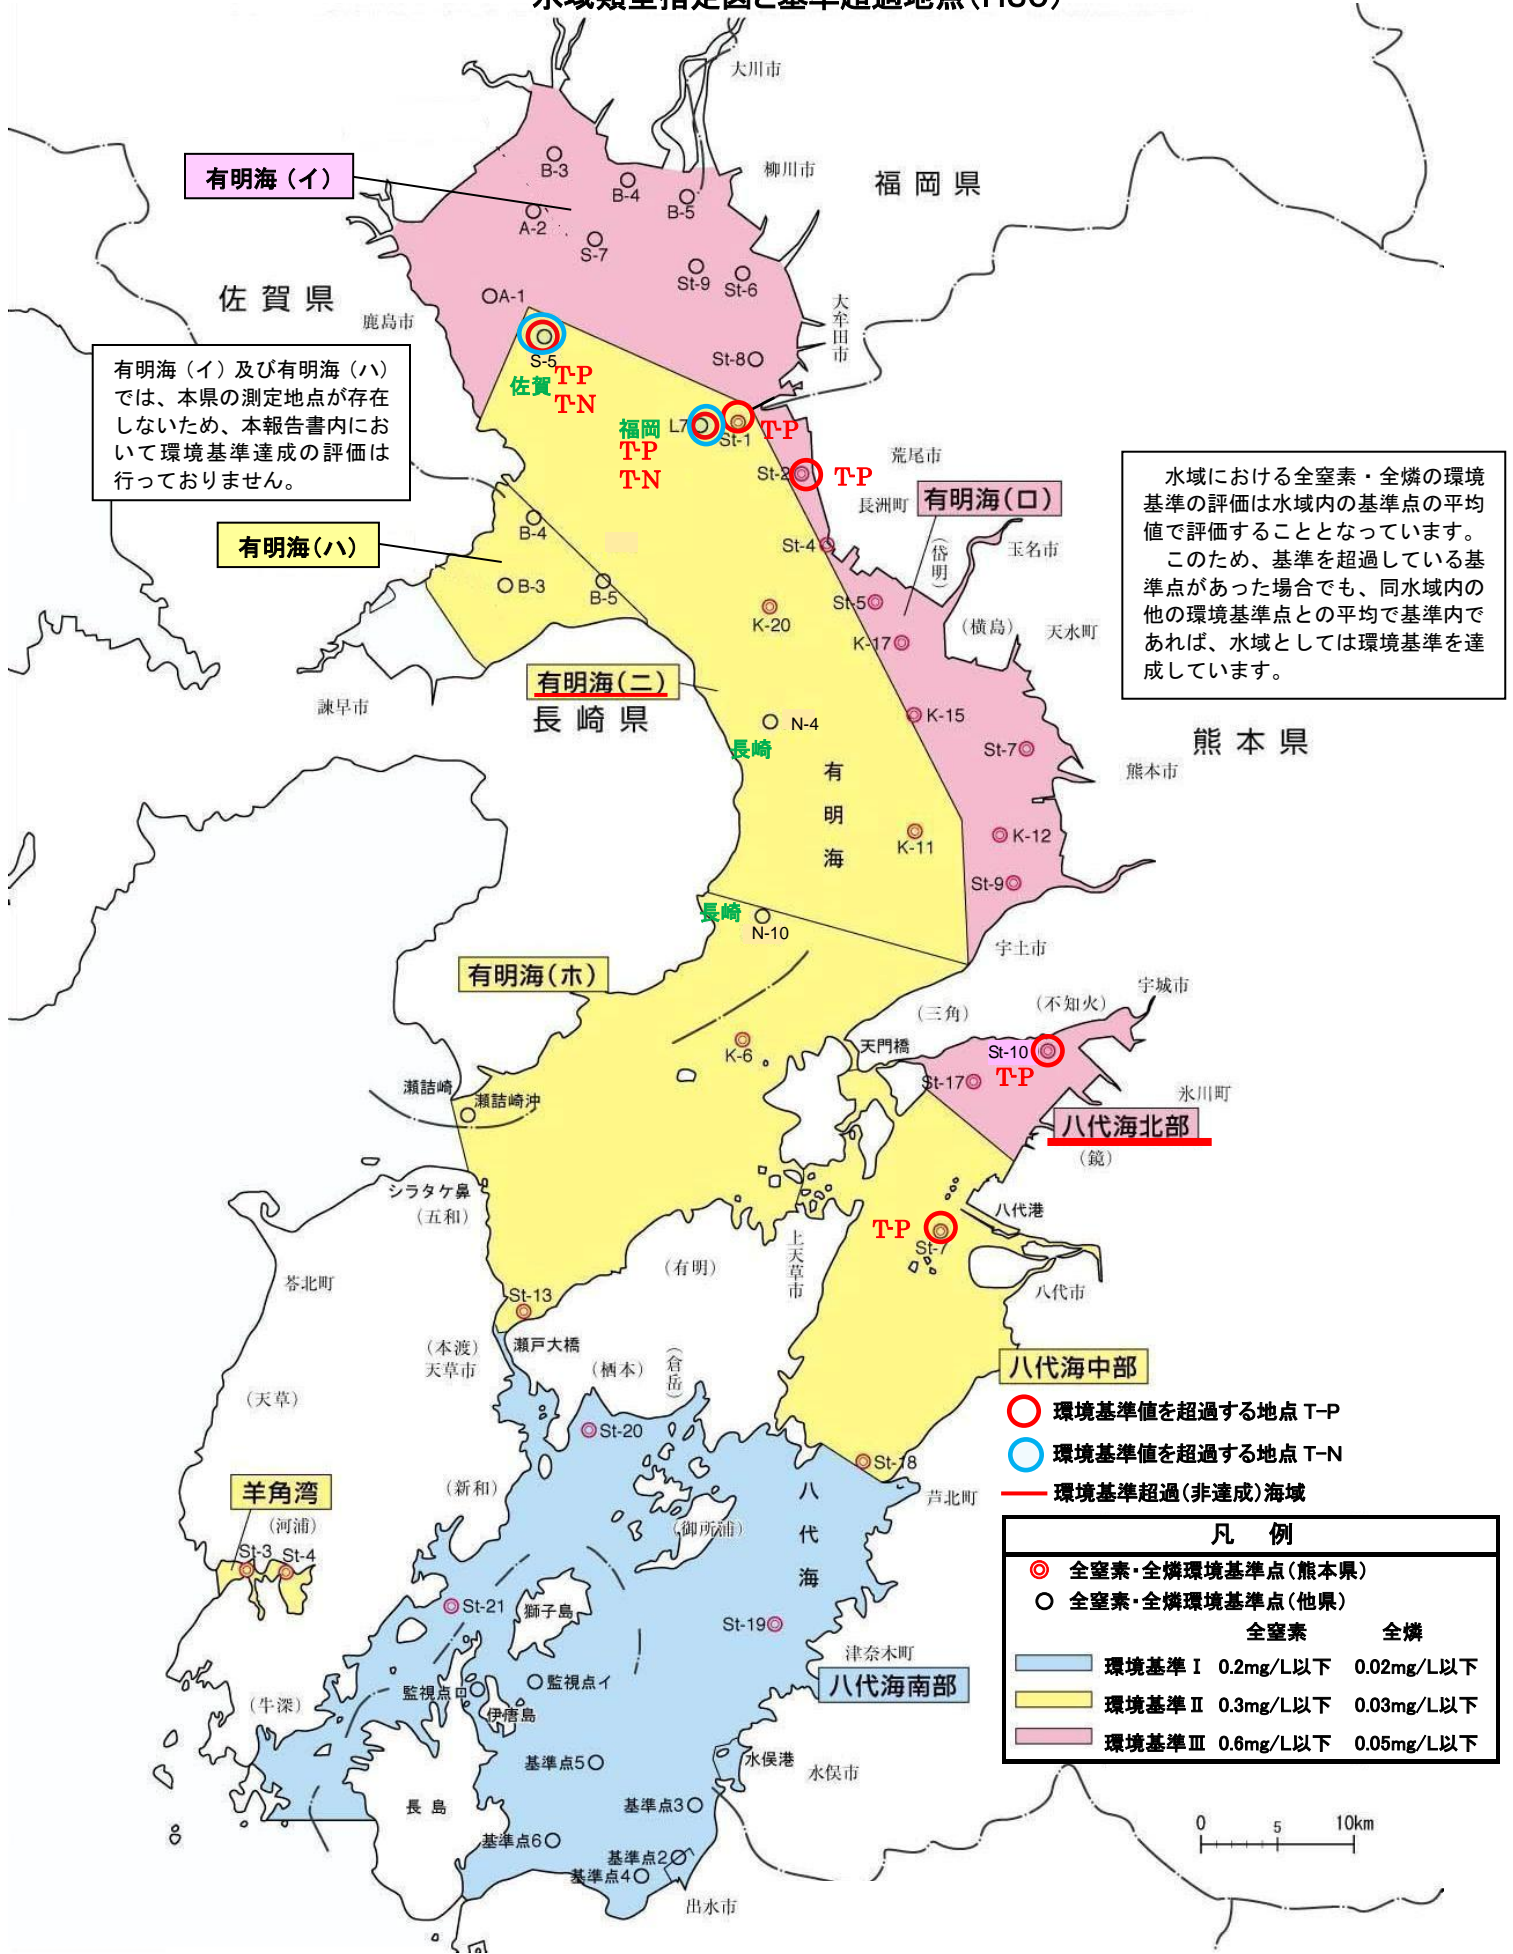 大川市
柳川市
福岡県
有明海（イ）
B-3
B-4
B-5
A-2
S-7
St-9
St-6
A-1
佐賀県
鹿島市
大牟田市
St-8
S-5
佐賀
T-P
T-N
有明海（イ）及び有明海（ハ）
では、本県の測定地点が存在
しないため、本報告書内にお
いて環境基準達成の評価は
行っておりません。
福岡
L7
T-P
T-N
St-1
T-P
St-2
T-P
荒尾市
長洲町
有明海(ロ)
水域における全窒素・全燐の環境
基準の評価は水域内の基準点の平均
値で評価することとなっています。
このため、基準を超過している基
準点があった場合でも、同水域内の
他の環境基準点との平均で基準内で
あれば、水域としては環境基準を達
成しています。
有明海(ハ)
B-4
B-3
B-5
St-4
(岱明)
玉名市
St-5
K-20
K-17
(横島)
天水町
有明海(ニ)
諫早市
長崎県
K-15
N-4
長崎
St-7
熊本県
熊本市
有明海
K-11
K-12
St-9
長崎
N-10
宇土市
有明海(ホ)
宇城市
(不知火)
(三角)
天門橋
K-6
St-10
T-P
St-17
氷川町
瀬詰崎
瀬詰崎沖
八代海北部
(鏡)
シラタケ鼻
(五和)
八代港
T-P
St-7
上天草市
(有明)
苓北町
八代市
St-13
瀬戸大橋
(本渡)
天草市
(栖本)
(倉岳)
八代海中部
(天草)
環境基準値を超過する地点 T-P
St-20
環境基準値を超過する地点 T-N
St-18
羊角湾
(新和)
芦北町
環境基準超過(非達成)海域
(河浦)
八代海
(御所浦)
St-3
St-4
凡 例
全窒素・全燐環境基準点(熊本県)
全窒素・全燐環境基準点(他県)
全窒素 全燐
環境基準Ⅰ 0.2mg/L以下 0.02mg/L以下
環境基準Ⅱ 0.3mg/L以下 0.03mg/L以下
環境基準Ⅲ 0.6mg/L以下 0.05mg/L以下
St-21
獅子島
St-19
津奈木町
八代海南部
監視点ロ
監視点イ
(牛深)
伊唐島
基準点5
水俣港
水俣市
長島
基準点3
基準点6
基準点2
基準点4
出水市
0 5 10km